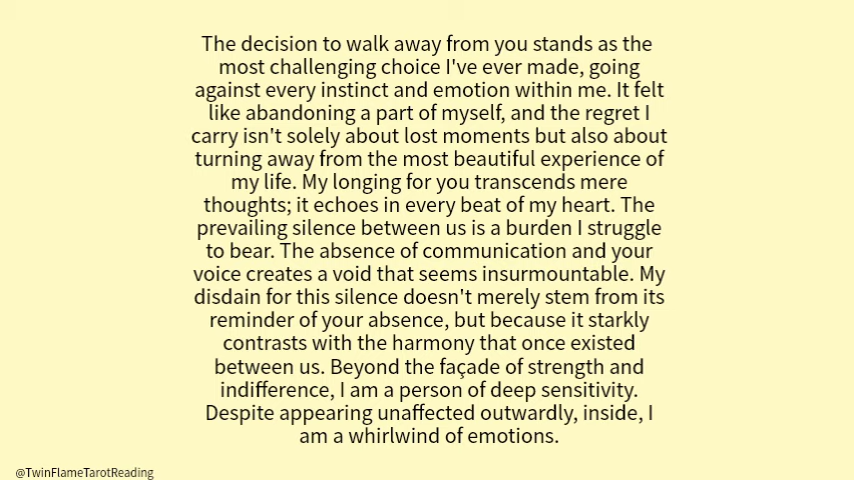 The decision to walk away from you stands as the
most challenging choice I've ever made, going
against every instinct and emotion within me. It felt
like abandoning a part of myself, and the regret I
carry isn't solely about lost moments but also about
turning away from the most beautiful experience of
my life. My longing for you transcends mere
thoughts; it echoes in every beat of my heart. The
prevailing silence between us is a burden I struggle
to bear. The absence of communication and your
voice creates a void that seems insurmountable. My
disdain for this silence doesn't merely stem from its
reminder of your absence, but because it starkly
contrasts with the harmony that once existed
between us. Beyond the façade of strength and
indifference, I am a person of deep sensitivity.
Despite appearing unaffected outwardly, inside, I
am a whirlwind of emotions.
@TwinFlameTarotReading